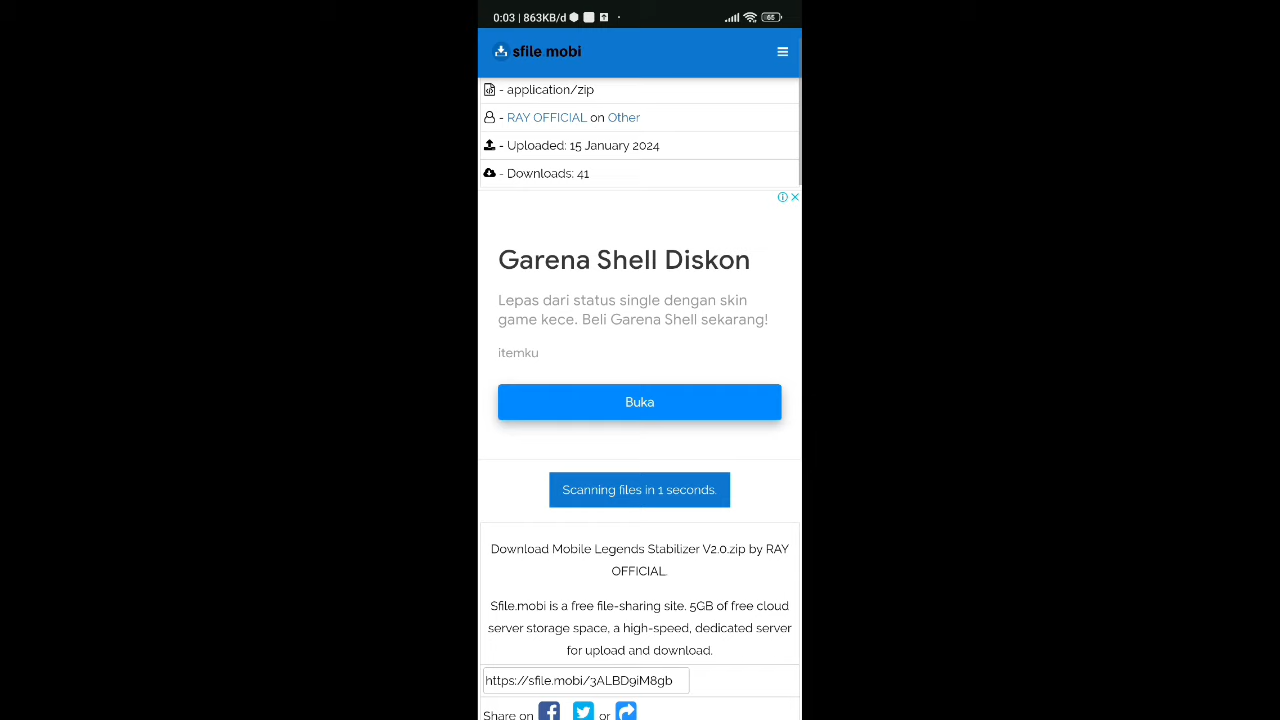 0:03 | 863KB/d
65
sfile mobi
- application/zip
- RAY OFFICIAL on Other
- Uploaded: 15 January 2024
- Downloads: 41
Garena Shell Diskon
Lepas dari status single dengan skin
game kece. Beli Garena Shell sekarang!
itemku
Buka
Scanning files in 1 seconds.
Download Mobile Legends Stabilizer V2.0.zip by RAY
OFFICIAL.
Sfile.mobi is a free file-sharing site. 5GB of free cloud
server storage space, a high-speed, dedicated server
for upload and download.
https://sfile.mobi/3ALBD9iM8gb
Share on or